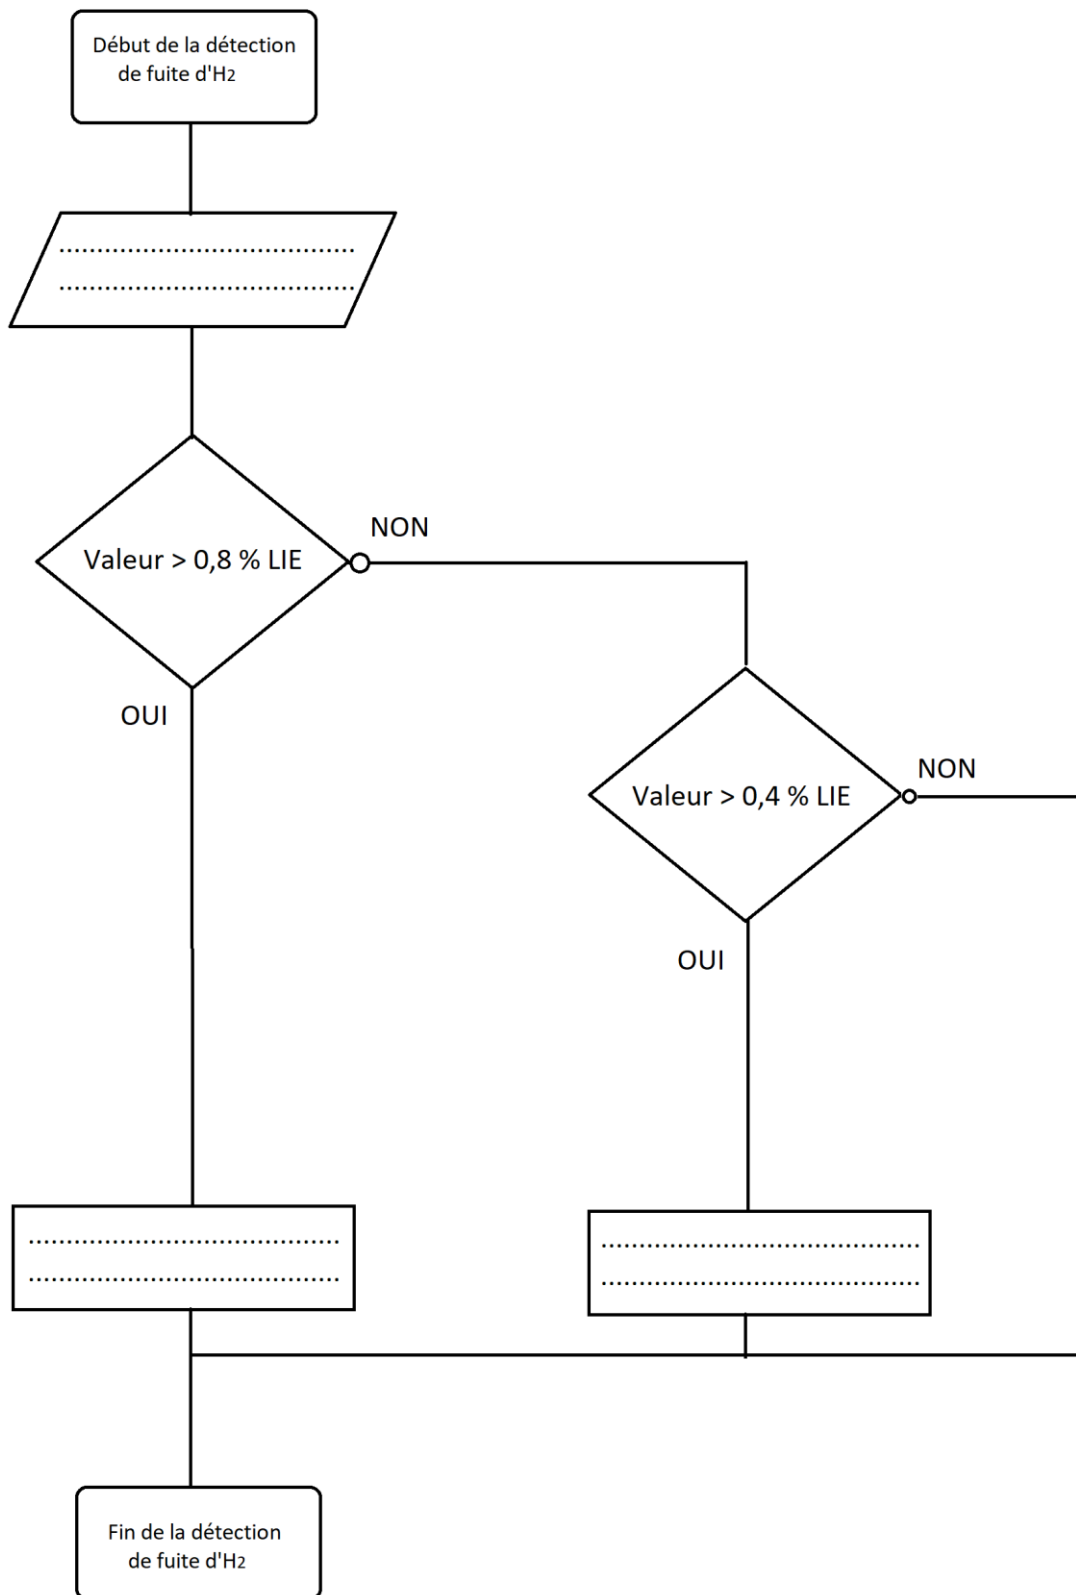 Début de la détection
de fuite d'H2
.......................................
.......................................
Valeur > 0,8 % LIE
NON
OUI
Valeur > 0,4 % LIE
NON
OUI
.........................................
.........................................
..........................................
..........................................
Fin de la détection
de fuite d'H2